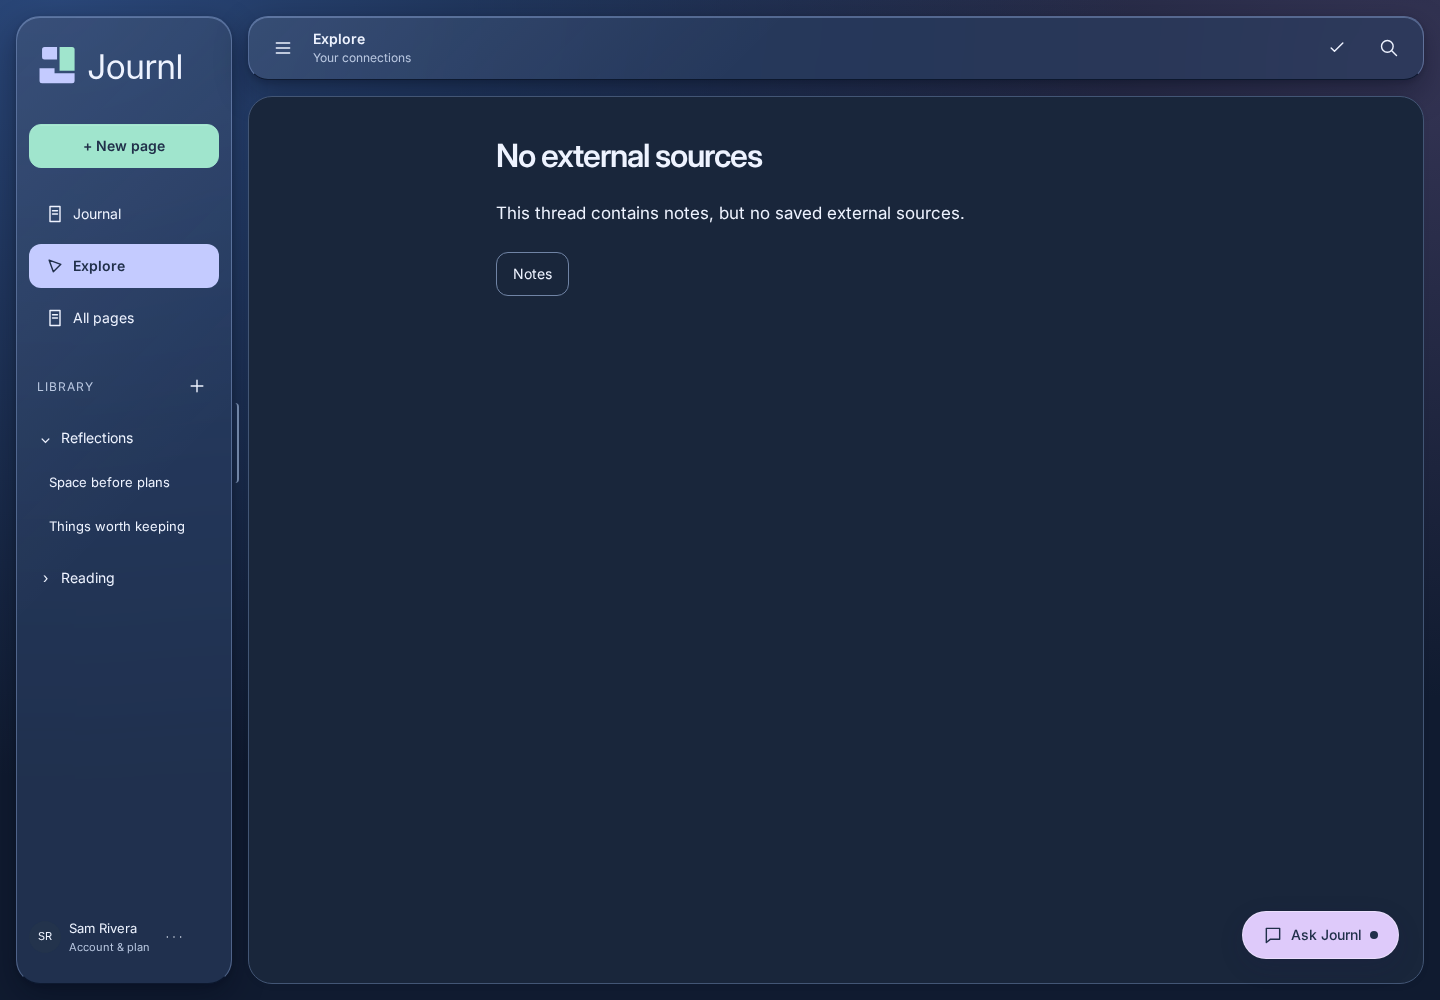 Journl
+ New page
Journal
Explore
All pages
LIBRARY
Reflections
Space before plans
Things worth keeping
Reading
SR
Sam Rivera
Account & plan
...
Explore
Your connections
No external sources
This thread contains notes, but no saved external sources.
Notes
Ask Journl